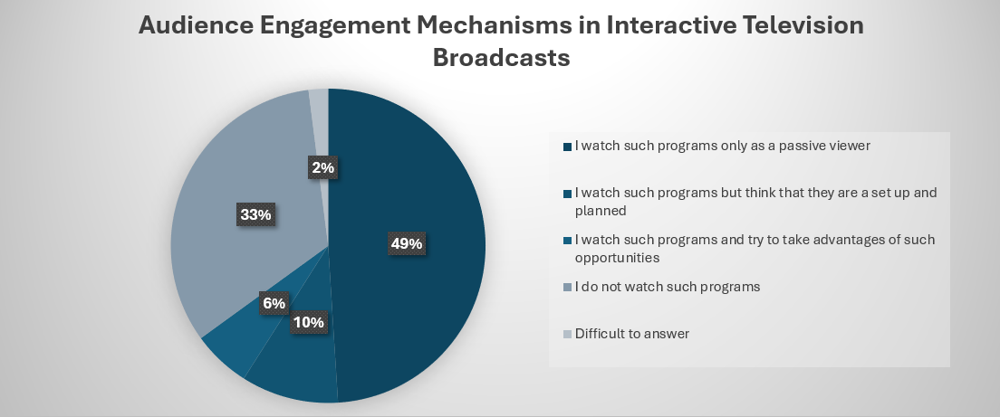 Audience Engagement Mechanisms in Interactive Television
Broadcasts
2%
33%
49%
6%
10%
I watch such programs only as a passive viewer
I watch such programs but think that they are a set up and
planned
I watch such programs and try to take advantages of such
opportunities
I do not watch such programs
Difficult to answer